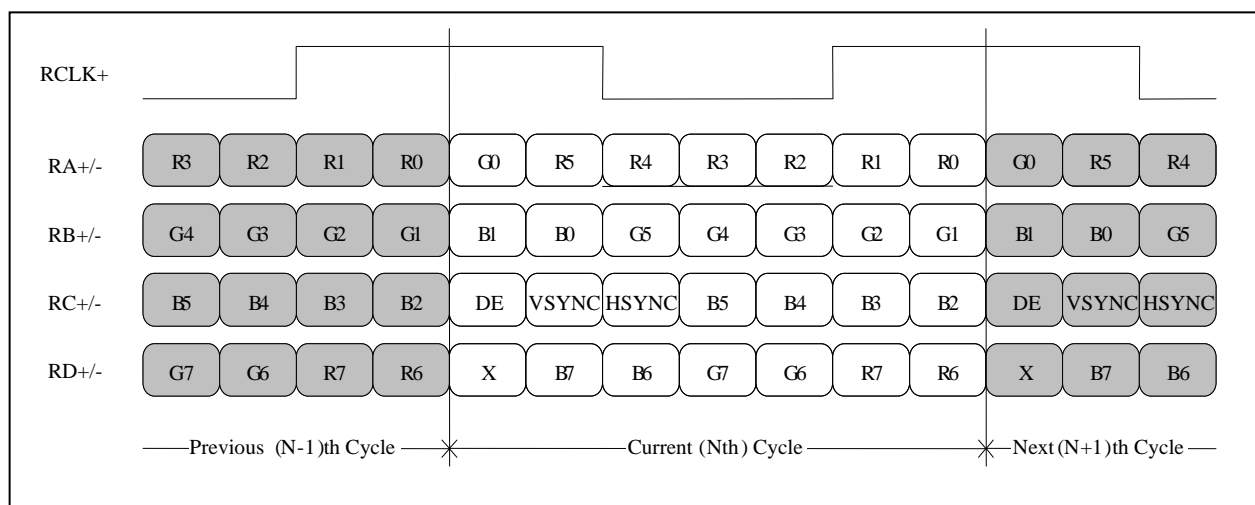 RCLK+
RA+/- R3 R2 R1 R0 G0 R5 R4 R3 R2 R1 R0 G0 R5 R4
RB+/- G4 G3 G2 G1 B1 B0 G5 G4 G3 G2 G1 B1 B0 G5
RC+/- B5 B4 B3 B2 DE VSYNC HSYNC B5 B4 B3 B2 DE VSYNC HSYNC
RD+/- G7 G6 R7 R6 X B7 B6 G7 G6 R7 R6 X B7 B6
Previous (N-1)th Cycle Current (Nth) Cycle Next (N+1)th Cycle